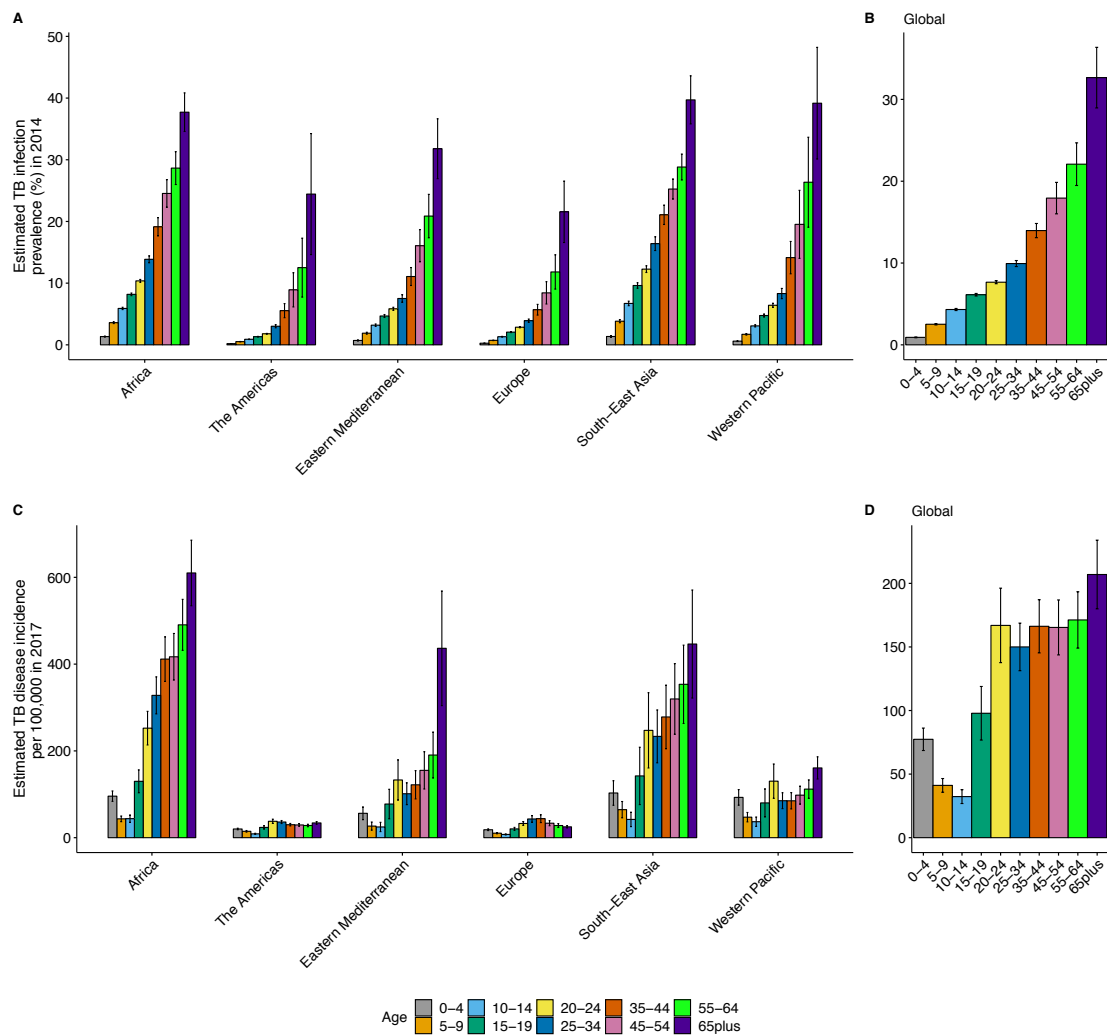 A
B
Global
Estimated TB infection
prevalence (%) in 2014
50
40
30
20
10
0
Africa
The Americas
Eastern Mediterranean
Europe
South−East Asia
Western Pacific
30
20
10
0
0−4
5−9
10−14
15−19
20−24
25−34
35−44
45−54
55−64
65plus
C
D
Global
Estimated TB disease incidence
per 100,000 in 2017
600
400
200
0
Africa
The Americas
Eastern Mediterranean
Europe
South−East Asia
Western Pacific
200
150
100
50
0
0−4
5−9
10−14
15−19
20−24
25−34
35−44
45−54
55−64
65plus
Age
0−4 10−14 20−24 35−44 55−64
5−9 15−19 25−34 45−54 65plus